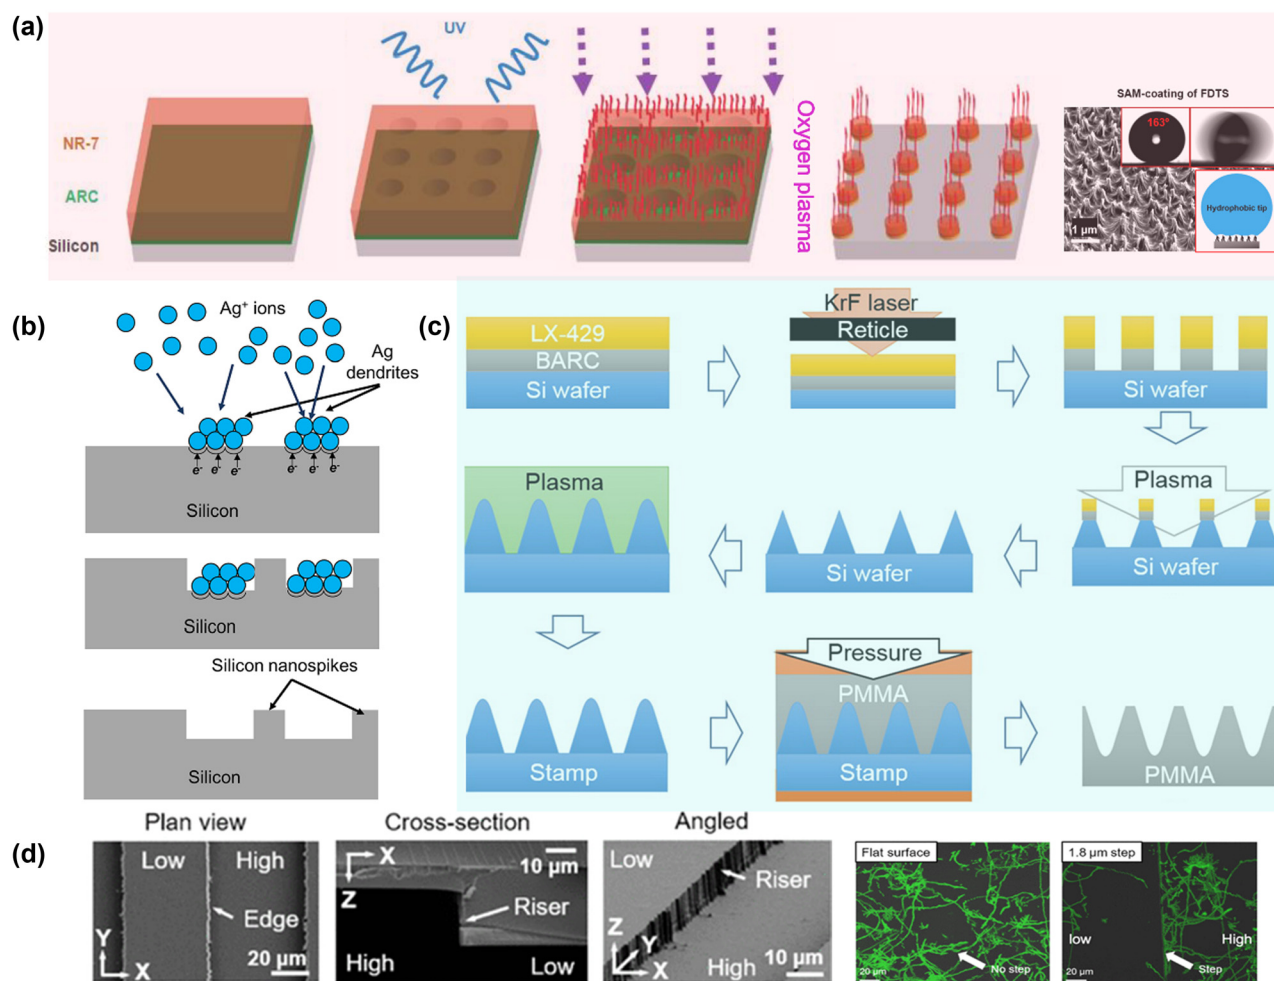 (a)
UV
NR-7
ARC
Silicon
Oxygen plasma
SAM-coating of FDTS
163°
Hydrophobic tip
1 µm
(b)
Ag⁺ ions
Ag
dendrites
e⁻ e⁻ e⁻ e⁻ e⁻ e⁻
Silicon
Silicon
Silicon nanospikes
Silicon
(c)
LX-429
BARC
Si wafer
KrF laser
Reticle
Si wafer
Plasma
Si wafer
Si wafer
Plasma
Stamp
Pressure
PMMA
Stamp
PMMA
(d)
Plan view
Low High
Edge
Y
X
20 µm
Cross-section
X
Z
10 µm
Riser
High Low
Angled
Low
Riser
Z
Y
X
High
10 µm
Flat surface
No step
20 µm
1.8 µm step
low
High
Step
20 µm